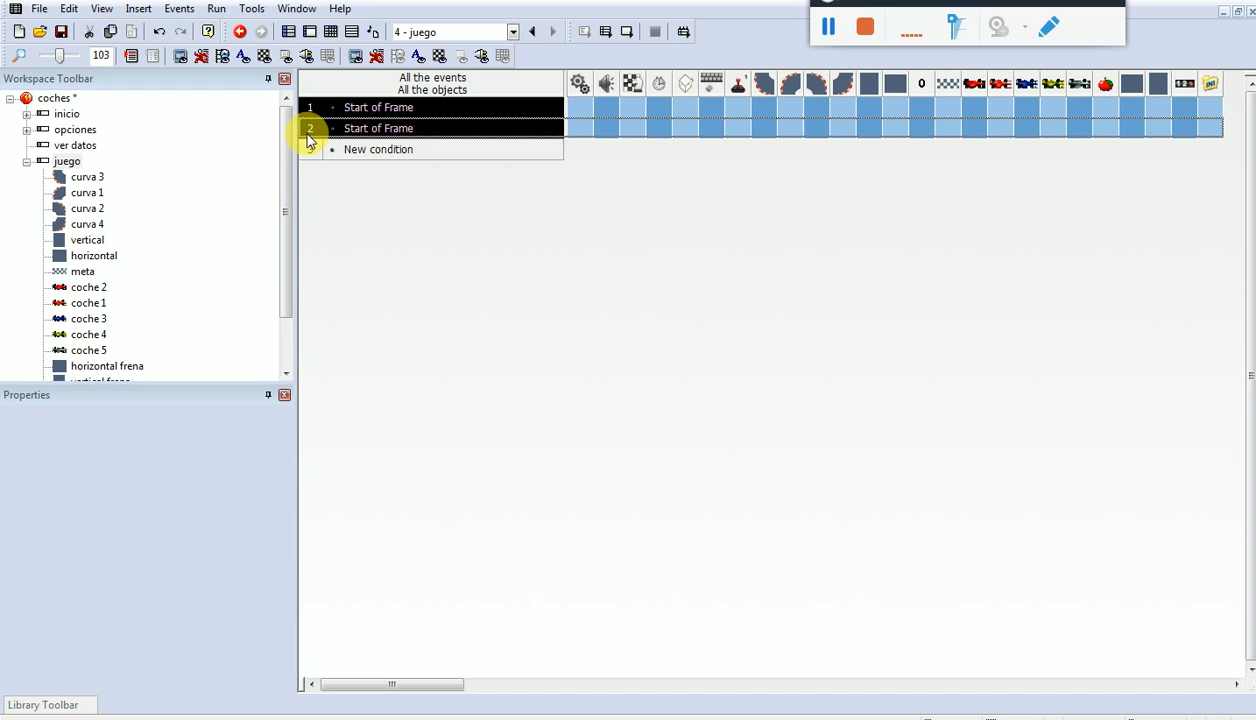 File Edit View Insert Events Run Tools Window Help
4 - juego
103
Workspace Toolbar
All the events
All the objects
coches *
inicio
opciones
ver datos
juego
curva 3
curva 1
curva 2
curva 4
vertical
horizontal
meta
coche 2
coche 1
coche 3
coche 4
coche 5
horizontal frena
1 Start of Frame
2 Start of Frame
New condition
Properties
Library Toolbar